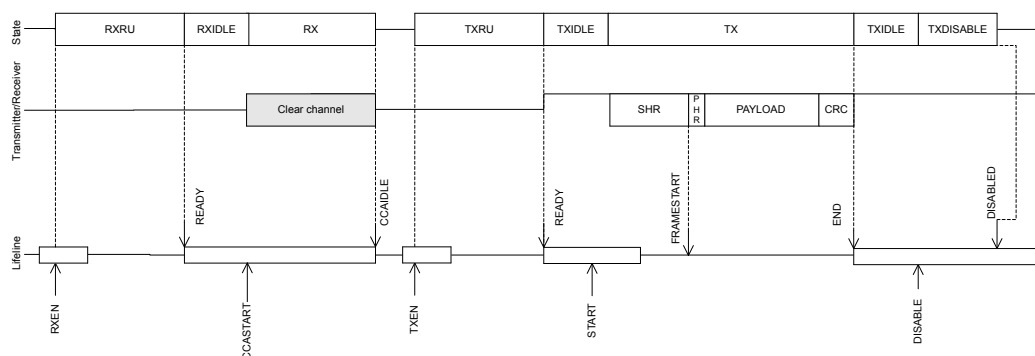 State
RXRU
RXIDLE
RX
TXRU
TXIDLE
TX
TXIDLE
TXDISABLE
Transmitter/Receiver
Clear channel
SHR
P
H
R
PAYLOAD
CRC
READY
CCAIDLE
READY
FRAMESTART
END
DISABLED
Lifeline
RXEN
CCASTART
TXEN
START
DISABLE